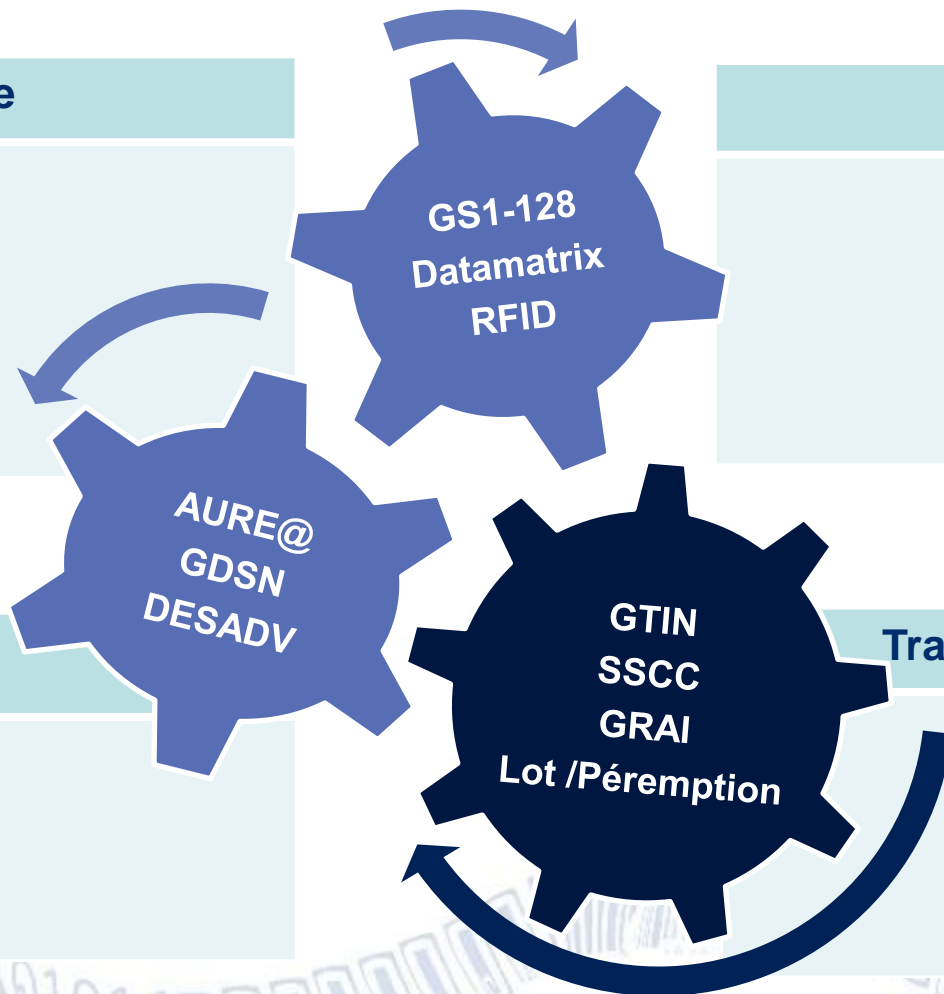 GS1-128
Datamatrix
RFID
AURE@
GDSN
DESADV
GTIN
SSCC
GRAI
Lot /Péremption